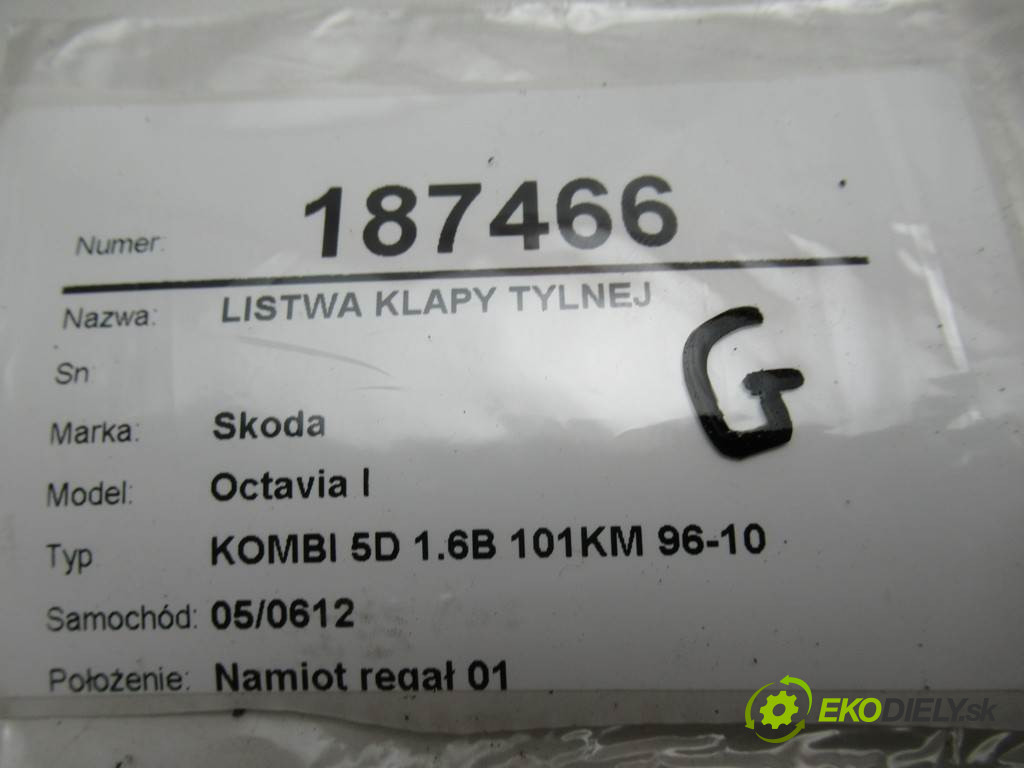 Numer: 187466
Nazwa: LISTWA KLAPY TYLNEJ
Sn
G
Marka: Skoda
Model: Octavia I
Typ KOMBI 5D 1.6B 101KM 96-10
Samochód: 05/0612
Położenie: Namiot regał 01
EKODIELY.sk